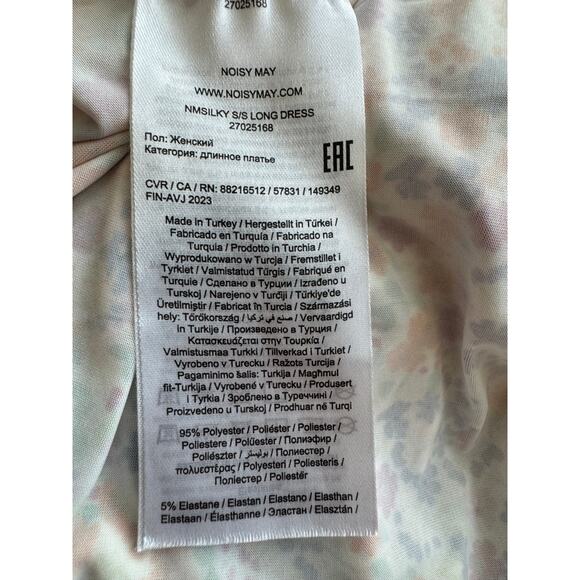 27025168
NOISY MAY
WWW.NOISYMAY.COM
NMSILKY S/S LONG DRESS
27025168
Пол: Женский
Категория: длинное платье
EAC
CVR / CA / RN: 88216512 / 57831 / 149349
FIN-AVJ 2023
Made in Turkey / Hergestellt in Türkei /
Fabricado en Turquía / Fabricado na
Turquia / Prodotto in Turchia /
Wyprodukowano w Turcja / Fremstillet i
Tyrkiet / Valmistatud Türgis / Fabriqué en
Turquie / Сделано в Турции / Izrađeno u
Turskoj / Narejeno v Turčiji / Türkiye'de
Üretilmiştir / Fabricat în Turcia / Származási
hely: Törökország / صنع في تركيا / Vervaardigd
in Turkije / Произведено в Турция /
Κατασκευάζεται στην Τουρκία /
Valmistusmaa Turkki / Tillverkad i Turkiet /
Vyrobeno v Turecku / Ražots Turcija /
Pagaminimo šalis: Turkija / Magħmul
fit-Turkija / Vyrobené v Turecku / Produsert
i Tyrkia / Зроблено в Туреччині /
Proizvedeno u Turskoj / Prodhuar në Turqi
95% Polyester / Poliéster / Poliester /
Poliestere / Polüester / Полиэфир /
Poliészter / بوليستر / Полиестер /
πολυεστέρας / Polyesteri / Poliesteris /
Поліестер / Poliestër
5% Elastane / Elastan / Elastano / Elasthan /
Elastaan / Élasthanne / Эластан / Elasztán /